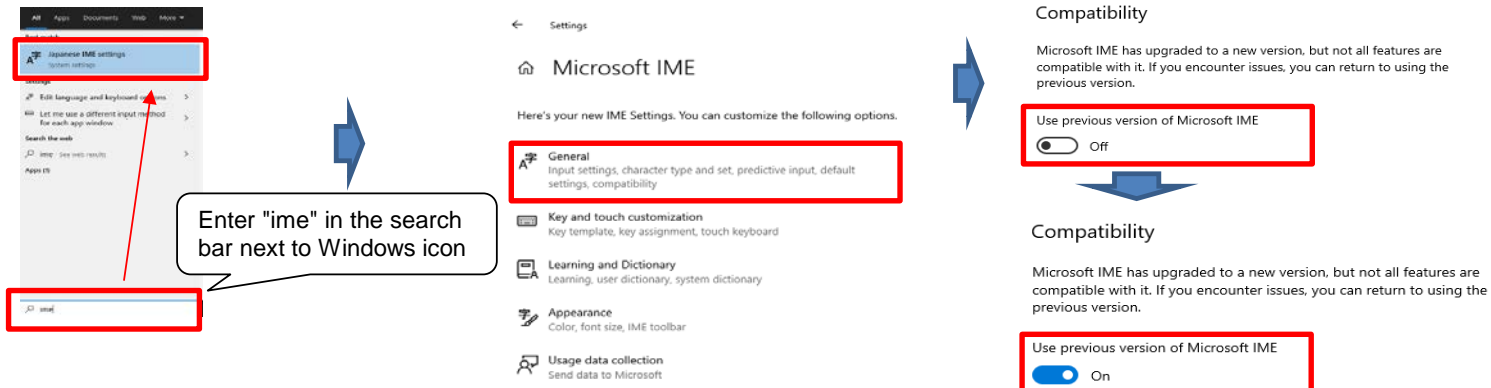 All Apps Documents Web More
Best match
Japanese IME settings
System settings
Settings
Edit language and keyboard options
Let me use a different input method
for each app window
Search the web
ime - See web results
Apps (1)
ime
Enter "ime" in the search
bar next to Windows icon
Settings
Microsoft IME
Here's your new IME Settings. You can customize the following options.
General
Input settings, character type and set, predictive input, default
settings, compatibility
Key and touch customization
Key template, key assignment, touch keyboard
Learning and Dictionary
Learning, user dictionary, system dictionary
Appearance
Color, font size, IME toolbar
Usage data collection
Send data to Microsoft
Compatibility
Microsoft IME has upgraded to a new version, but not all features are
compatible with it. If you encounter issues, you can return to using the
previous version.
Use previous version of Microsoft IME
Off
Compatibility
Microsoft IME has upgraded to a new version, but not all features are
compatible with it. If you encounter issues, you can return to using the
previous version.
Use previous version of Microsoft IME
On